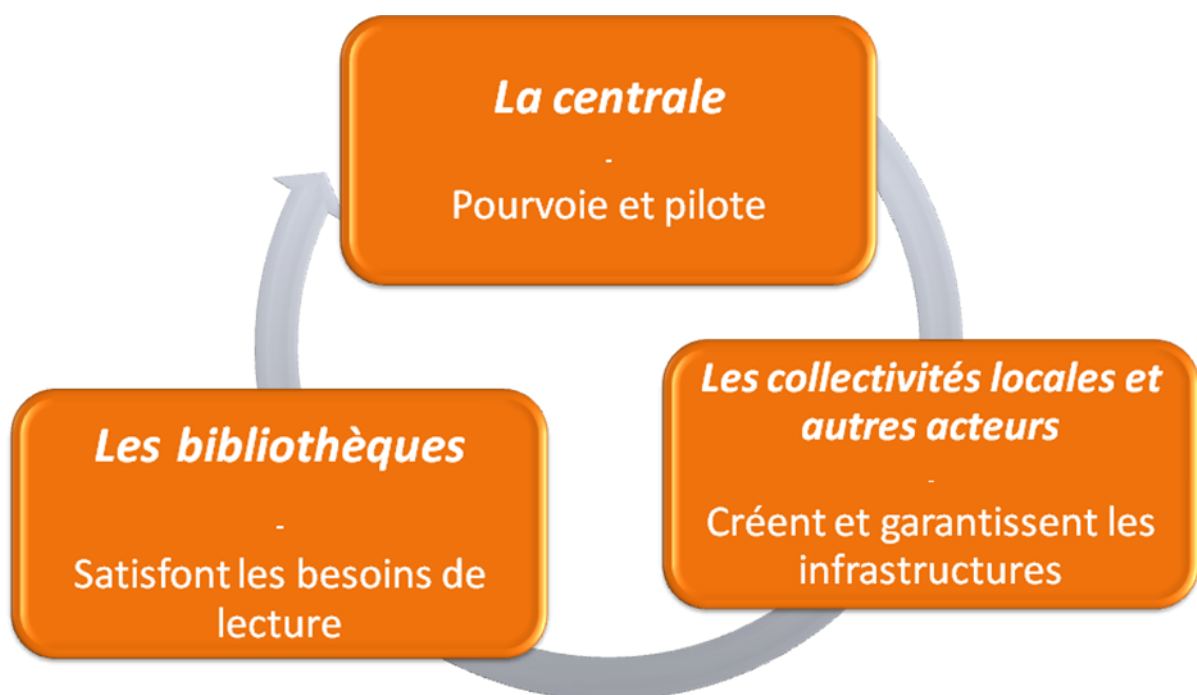 La centrale
-
Pourvoie et pilote
Les collectivités locales et
autres acteurs
-
Créent et garantissent les
infrastructures
Les bibliothèques
-
Satisfont les besoins de
lecture